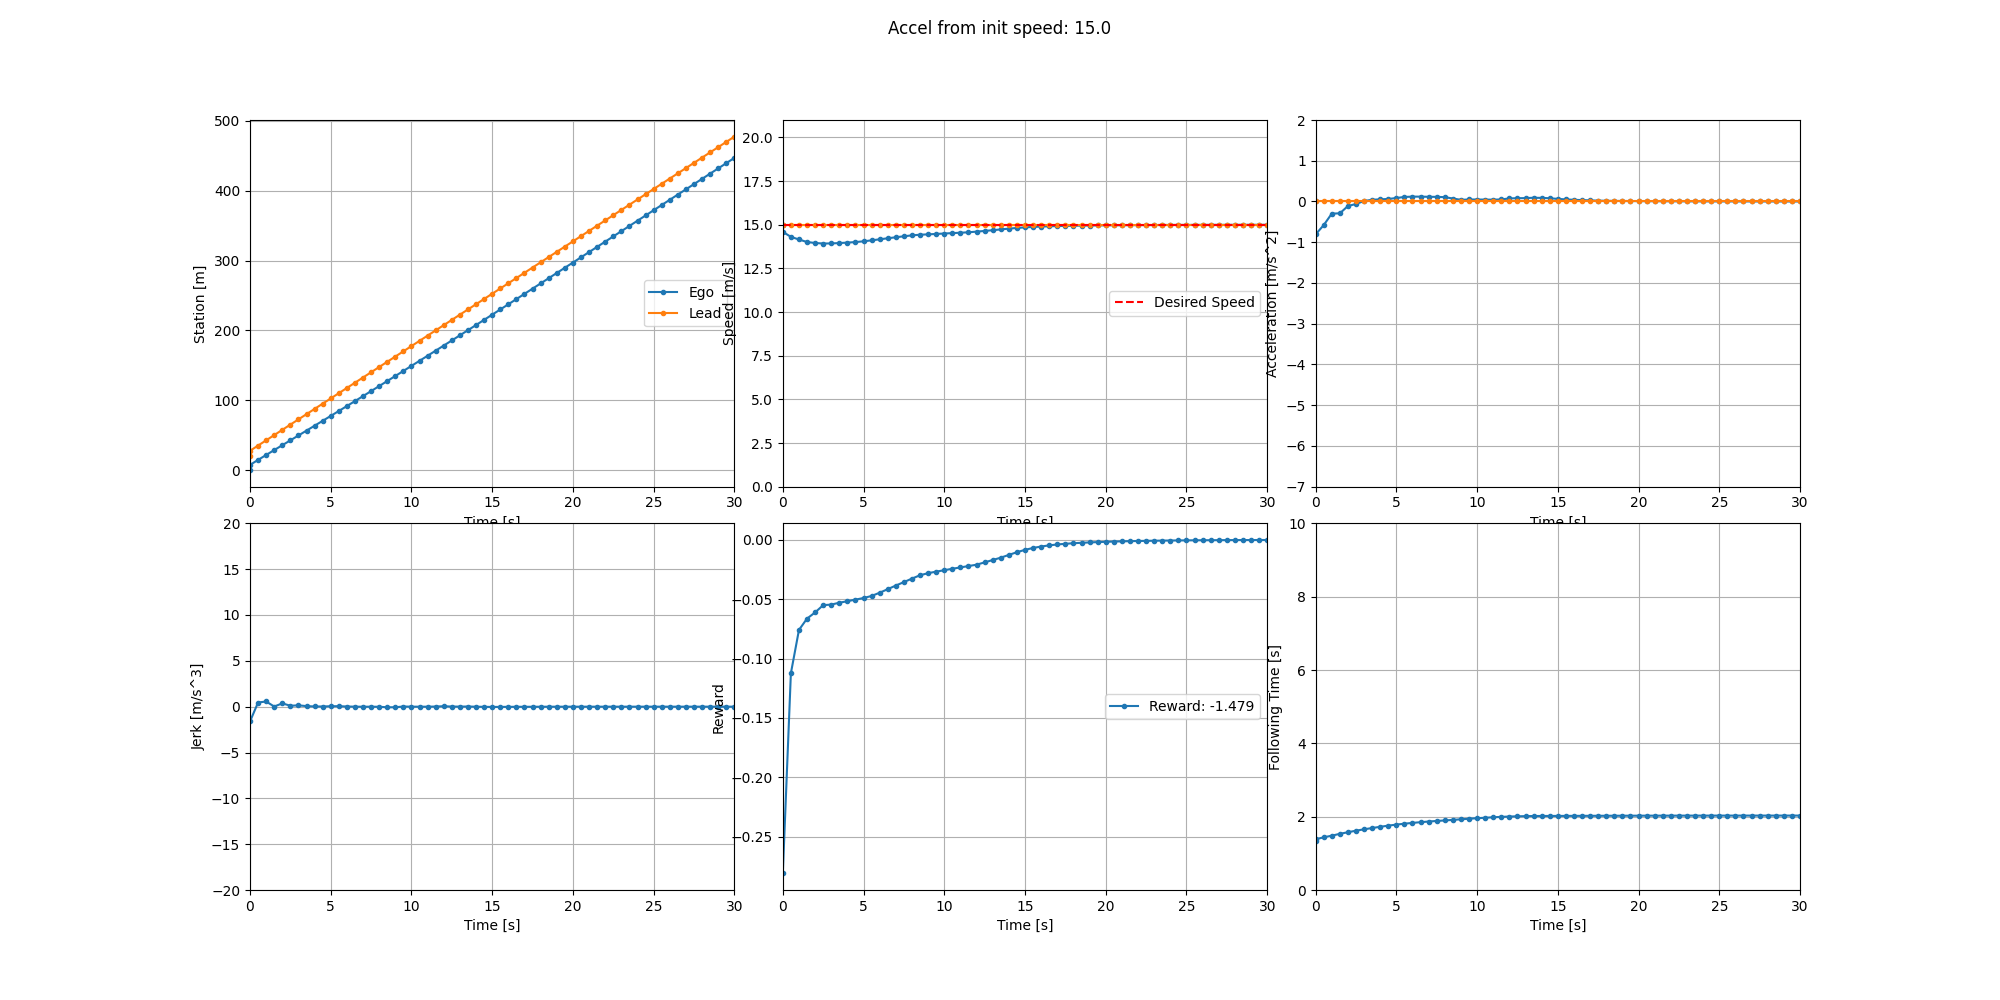 Accel from init speed: 15.0
500
400
300
200
100
0
Station [m]
Ego
Lead
0 5 10 15 20 25 30
Time [s]
20.0
17.5
15.0
12.5
10.0
7.5
5.0
2.5
0.0
Speed [m/s]
Desired Speed
0 5 10 15 20 25 30
Time [s]
2
1
0
−1
−2
−3
−4
−5
−6
−7
Acceleration [m/s^2]
0 5 10 15 20 25 30
Time [s]
20
15
10
5
0
−5
−10
−15
−20
Jerk [m/s^3]
0 5 10 15 20 25 30
Time [s]
0.00
−0.05
−0.10
−0.15
−0.20
−0.25
Reward
Reward: -1.479
0 5 10 15 20 25 30
Time [s]
10
8
6
4
2
0
Following Time [s]
0 5 10 15 20 25 30
Time [s]